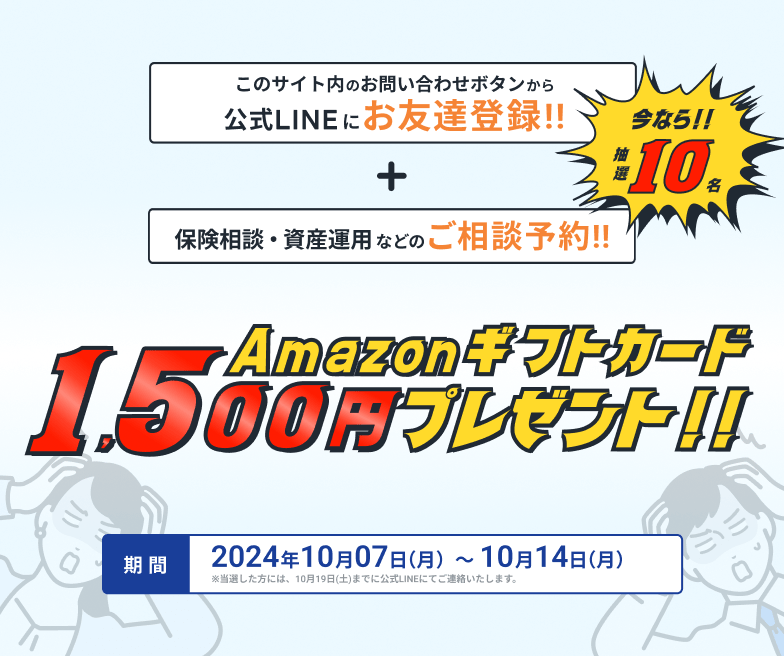 このサイト内のお問い合わせボタンから
公式LINEにお友達登録!!
今なら!!
抽選10名
+
保険相談・資産運用などのご相談予約!!
Amazonギフトカード
1,500円プレゼント!!
期間
2024年10月07日(月) ～ 10月14日(月)
※当選した方には、10月19日(土)までに公式LINEにてご連絡いたします。